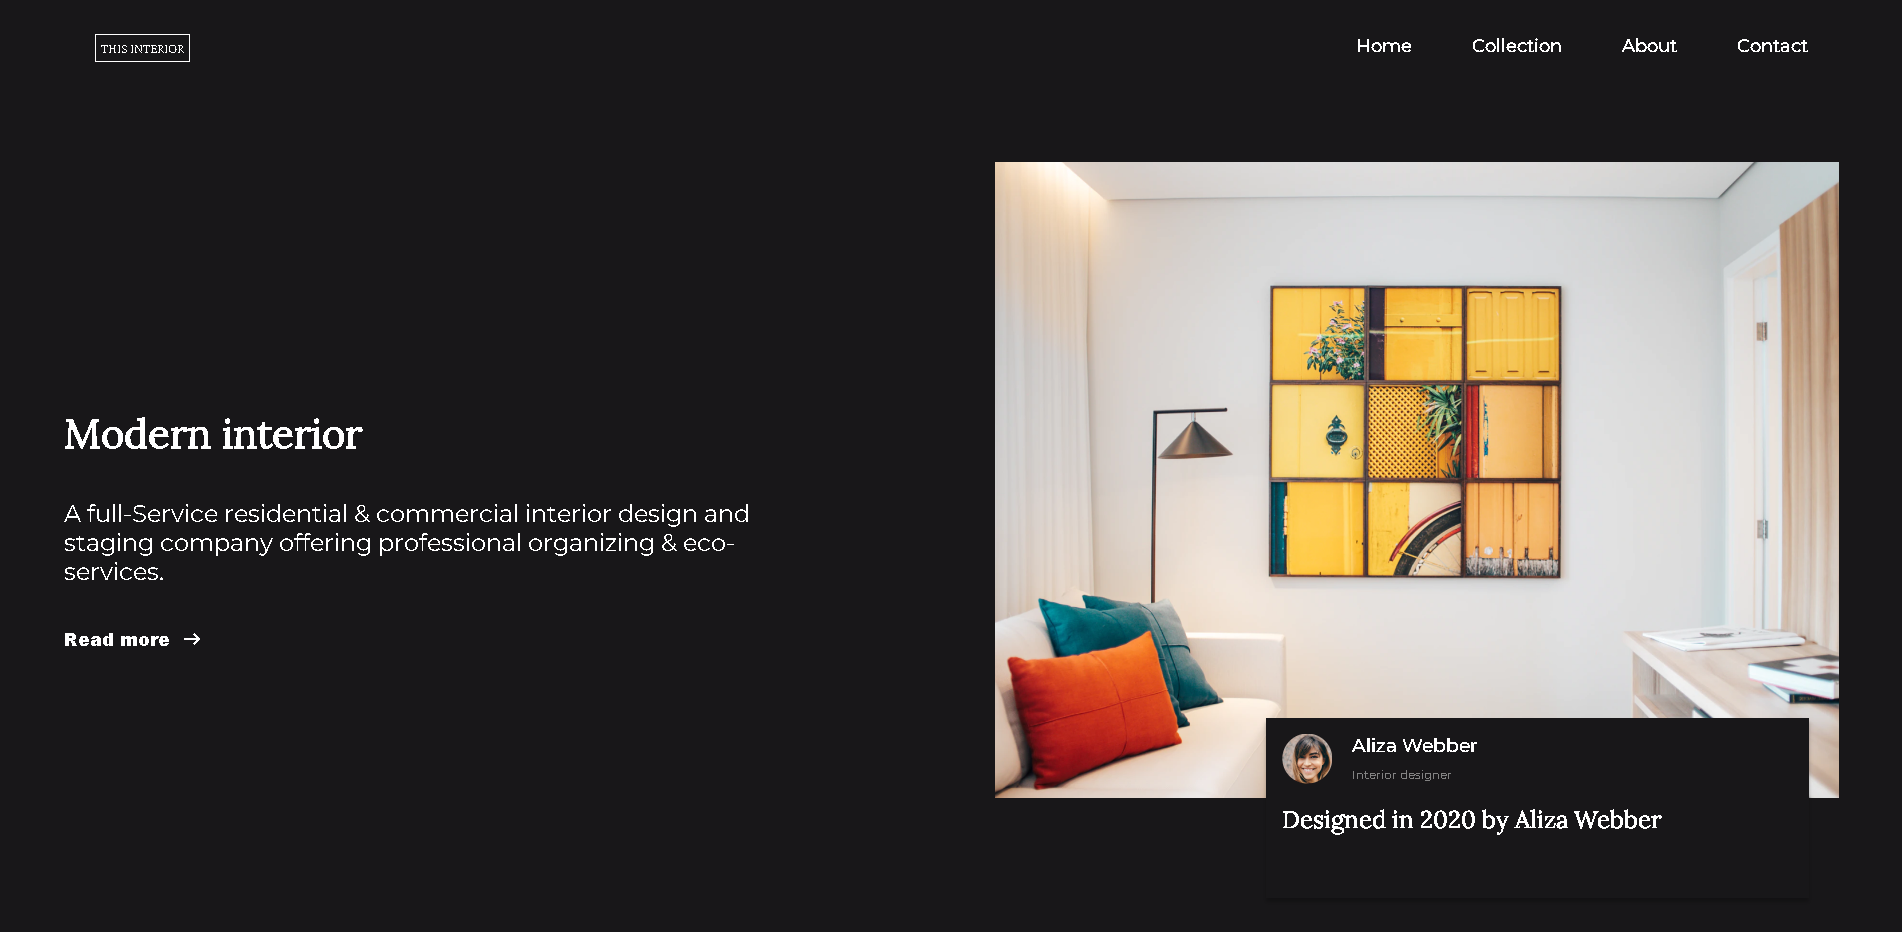 THIS INTERIOR
Home
Collection
About
Contact
Modern interior
A full-Service residential & commercial interior design and
staging company offering professional organizing & eco-
services.
Read more →
Aliza Webber
Interior designer
Designed in 2020 by Aliza Webber